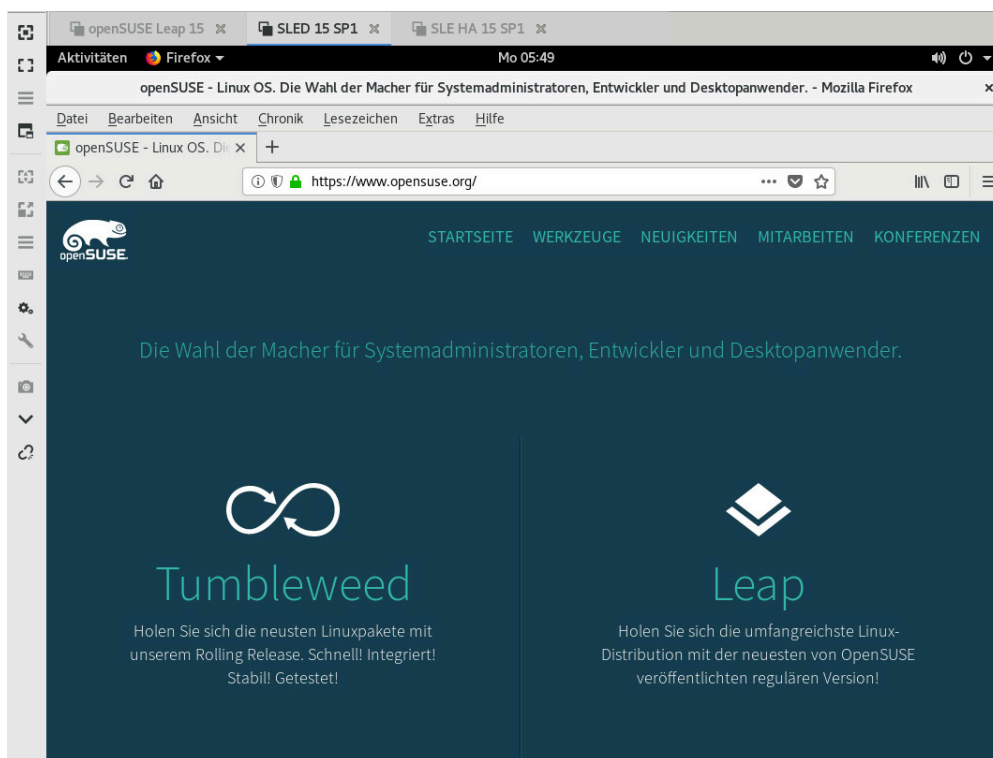 openSUSE Leap 15
SLED 15 SP1
SLE HA 15 SP1
Aktivitäten Firefox Mo 05:49
openSUSE - Linux OS. Die Wahl der Macher für Systemadministratoren, Entwickler und Desktopanwender. - Mozilla Firefox
Datei Bearbeiten Ansicht Chronik Lesezeichen Extras Hilfe
openSUSE - Linux OS. Die
https://www.opensuse.org/
openSUSE.
STARTSEITE WERKZEUGE NEUIGKEITEN MITARBEITEN KONFERENZEN
Die Wahl der Macher für Systemadministratoren, Entwickler und Desktopanwender.
Tumbleweed
Holen Sie sich die neusten Linuxpakete mit
unserem Rolling Release. Schnell! Integriert!
Stabil! Getestet!
Leap
Holen Sie sich die umfangreichste Linux-
Distribution mit der neuesten von OpenSUSE
veröffentlichten regulären Version!